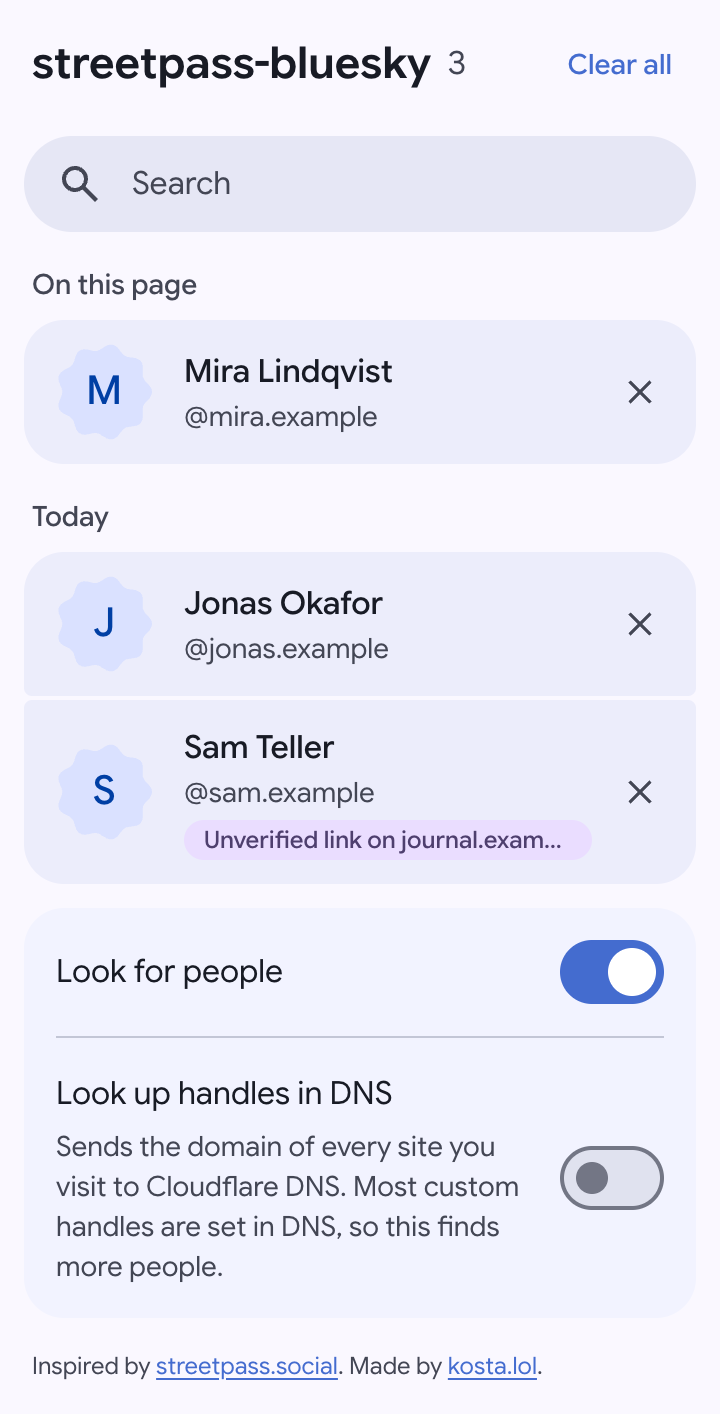 streetpass-bluesky 3 Clear all
Search
On this page
M
Mira Lindqvist
@mira.example
Today
J
Jonas Okafor
@jonas.example
S
Sam Teller
@sam.example
Unverified link on journal.exam...
Look for people
Look up handles in DNS
Sends the domain of every site you
visit to Cloudflare DNS. Most custom
handles are set in DNS, so this finds
more people.
Inspired by streetpass.social. Made by kosta.lol.